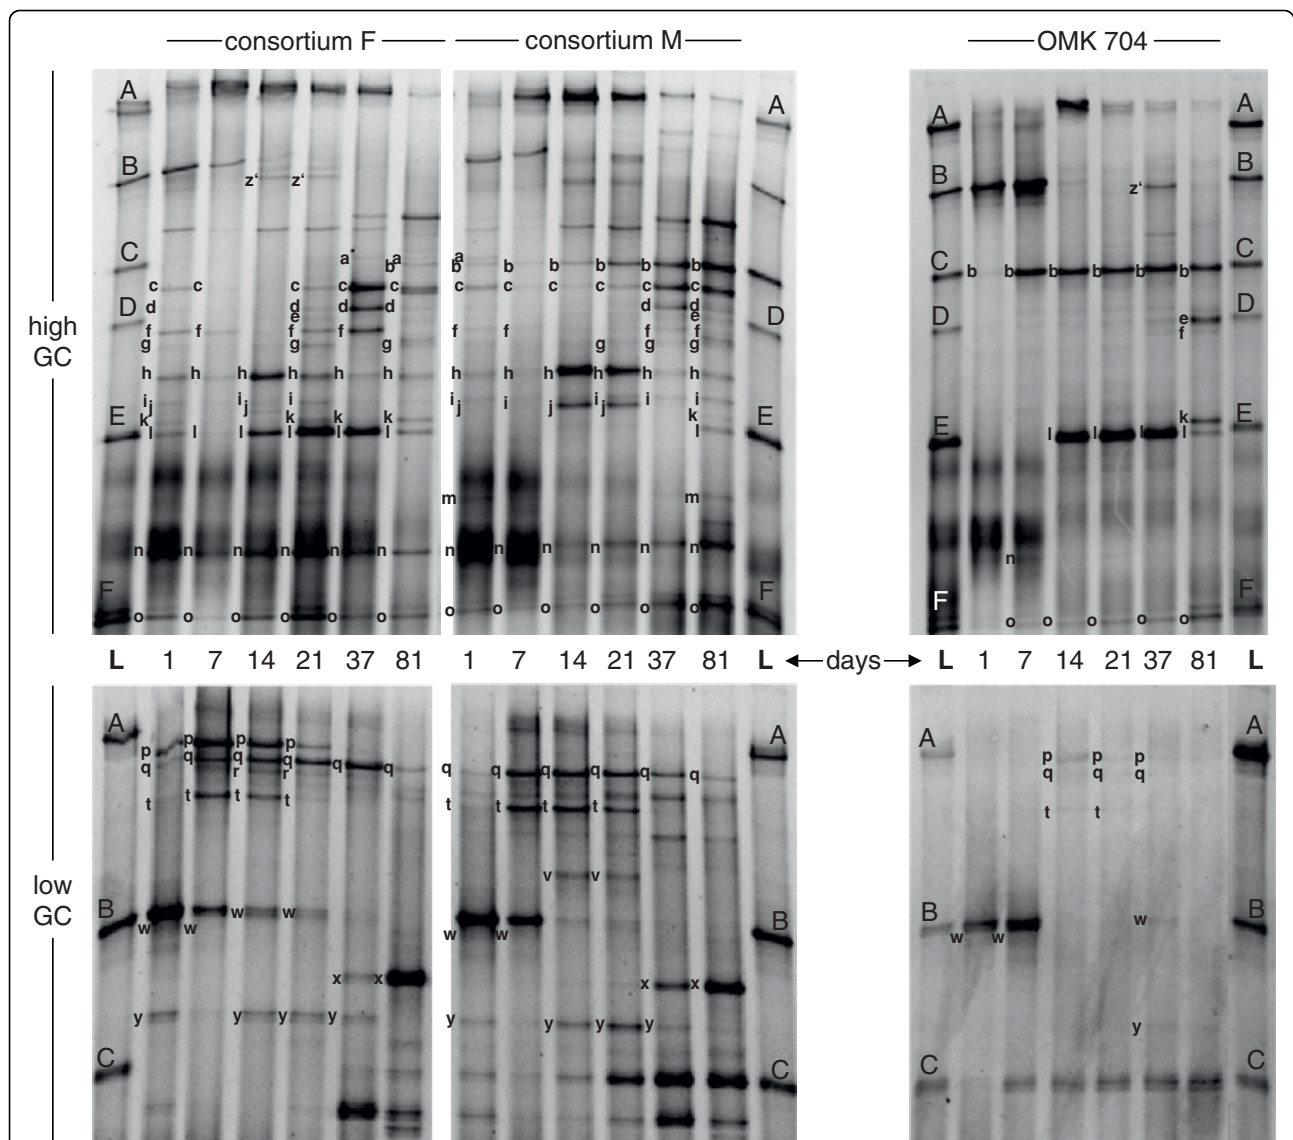 consortium F consortium M OMK 704
high GC
A A A A
B B B
z' z' z'
C C C
a a a
b b b b b b b b b b b b
c c c c c c c c c c
D D D D
d d d d d
e e e
f f f f f f f f
g g g g g
h h h h h h h h h h h h
i i i i i i i
j j j j
E E E E
k k k k k
l l l l l l l l l l
m m
n n n n n n n n n n n n n
F F F F
o o o o o o o o o o o o o o o o
L 1 7 14 21 37 81 1 7 14 21 37 81 L days L 1 7 14 21 37 81 L
low GC
A A A A
p p p p p p p
q q q q q q q q q q q q q q q
r r
t t t t t t t t t
v v
B B B B
w w w w w w w w w
x x x x
y y y y y y y y y
C C C C